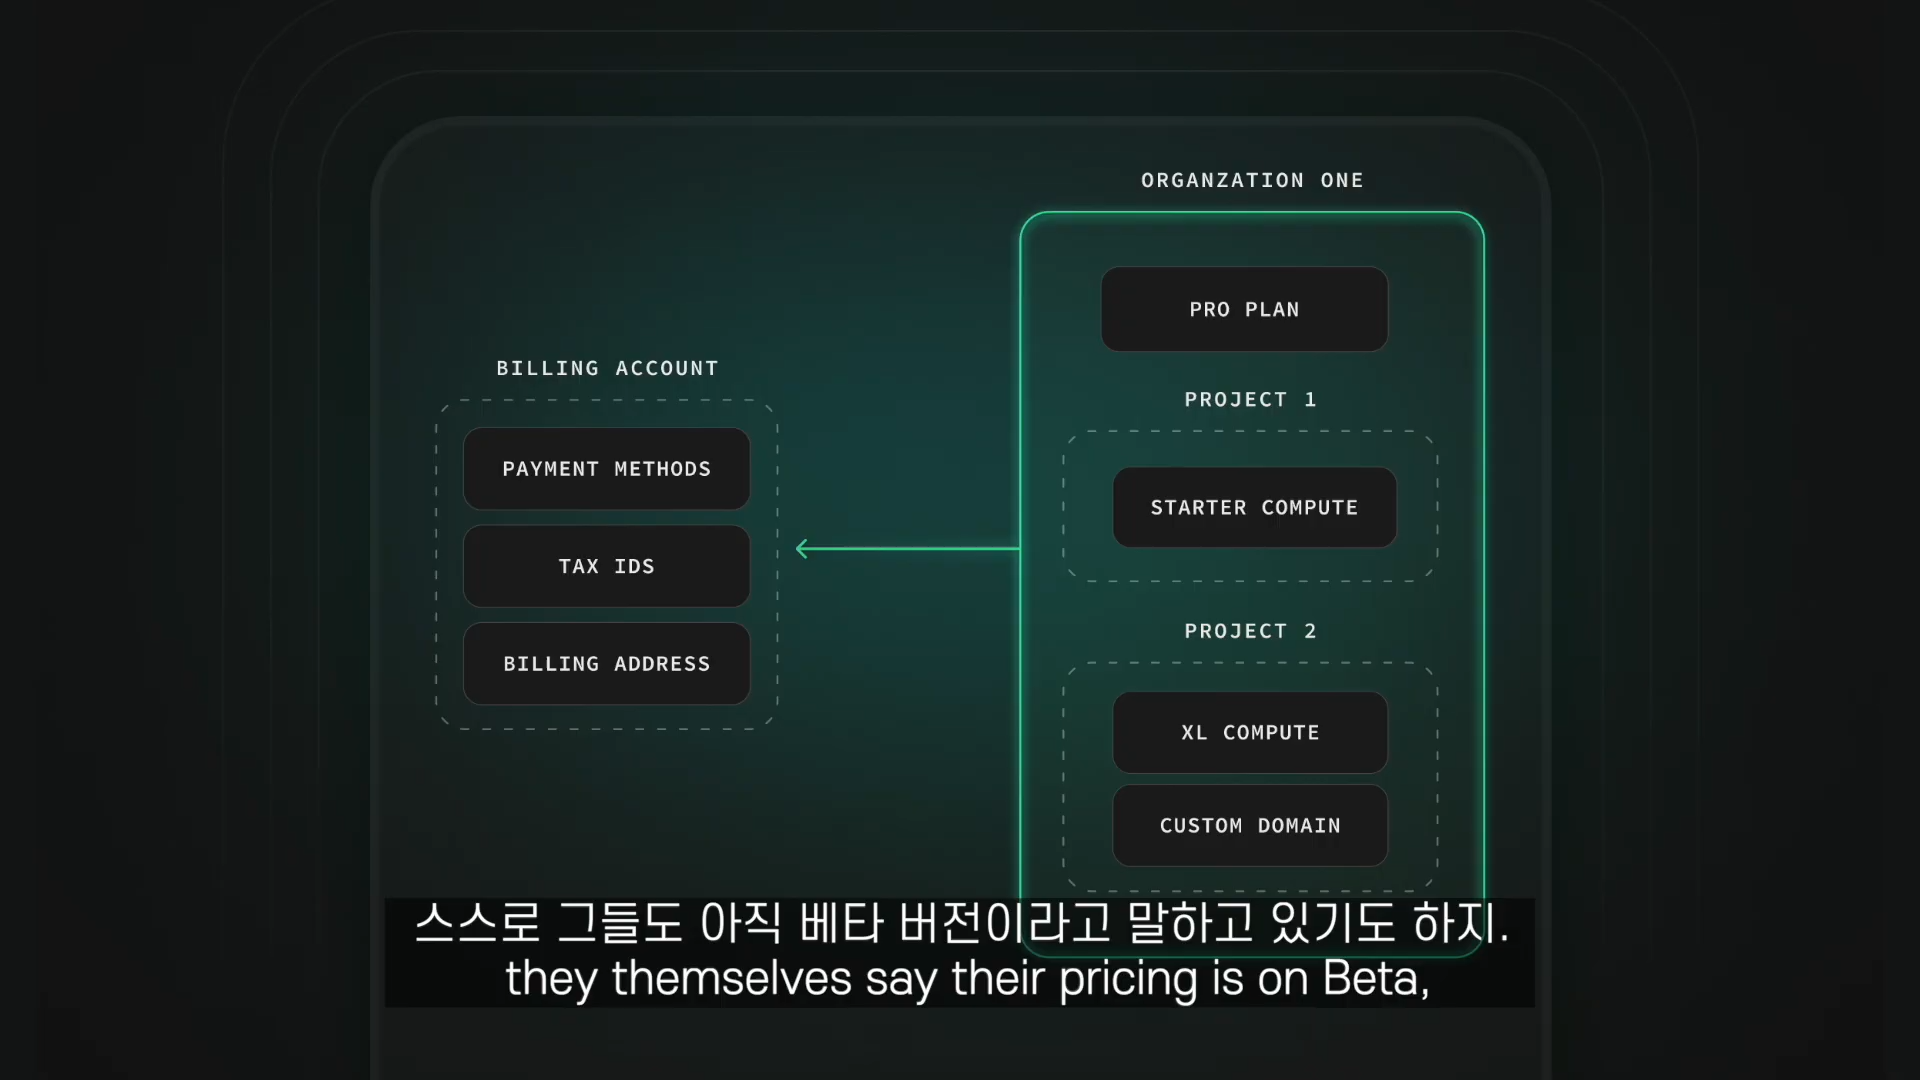 BILLING ACCOUNT
PAYMENT METHODS
TAX IDS
BILLING ADDRESS
ORGANZATION ONE
PRO PLAN
PROJECT 1
STARTER COMPUTE
PROJECT 2
XL COMPUTE
CUSTOM DOMAIN
스스로 그들도 아직 베타 버전이라고 말하고 있기도 하지.
they themselves say their pricing is on Beta,